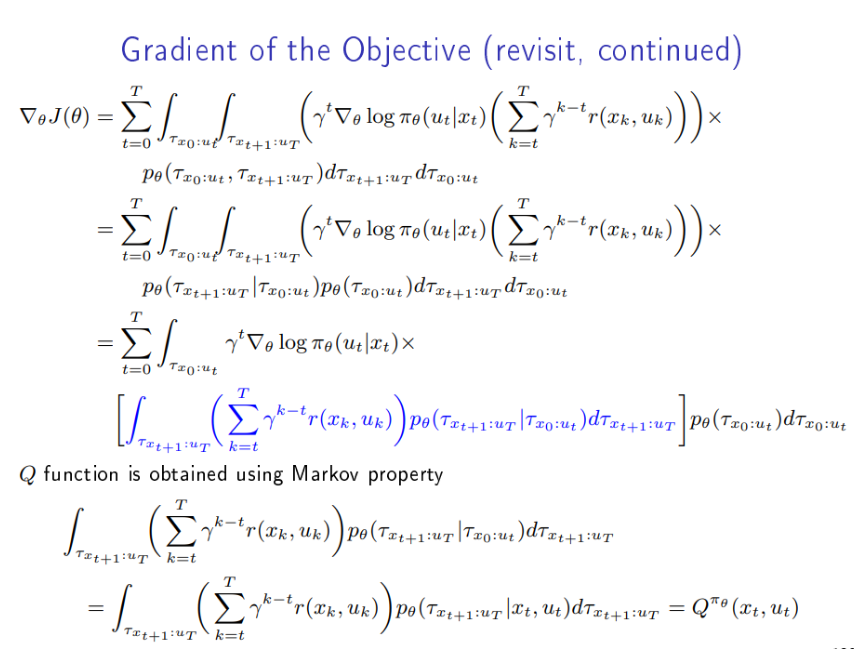 Gradient of the Objective (revisit, continued)
$\nabla_\theta J(\theta) = \sum_{t=0}^{T} \int_{\tau_{x_0:u_t}} \int_{\tau_{x_{t+1}:u_T}} \left( \gamma^t \nabla_\theta \log \pi_\theta(u_t|x_t) \left( \sum_{k=t}^{T} \gamma^{k-t} r(x_k, u_k) \right) \right) \times$
$p_\theta(\tau_{x_0:u_t}, \tau_{x_{t+1}:u_T}) d\tau_{x_{t+1}:u_T} d\tau_{x_0:u_t}$
$= \sum_{t=0}^{T} \int_{\tau_{x_0:u_t}} \int_{\tau_{x_{t+1}:u_T}} \left( \gamma^t \nabla_\theta \log \pi_\theta(u_t|x_t) \left( \sum_{k=t}^{T} \gamma^{k-t} r(x_k, u_k) \right) \right) \times$
$p_\theta(\tau_{x_{t+1}:u_T} | \tau_{x_0:u_t}) p_\theta(\tau_{x_0:u_t}) d\tau_{x_{t+1}:u_T} d\tau_{x_0:u_t}$
$= \sum_{t=0}^{T} \int_{\tau_{x_0:u_t}} \gamma^t \nabla_\theta \log \pi_\theta(u_t|x_t) \times$
$\left[ \int_{\tau_{x_{t+1}:u_T}} \left( \sum_{k=t}^{T} \gamma^{k-t} r(x_k, u_k) \right) p_\theta(\tau_{x_{t+1}:u_T} | \tau_{x_0:u_t}) d\tau_{x_{t+1}:u_T} \right] p_\theta(\tau_{x_0:u_t}) d\tau_{x_0:u_t}$
Q function is obtained using Markov property
$\int_{\tau_{x_{t+1}:u_T}} \left( \sum_{k=t}^{T} \gamma^{k-t} r(x_k, u_k) \right) p_\theta(\tau_{x_{t+1}:u_T} | \tau_{x_0:u_t}) d\tau_{x_{t+1}:u_T}$
$= \int_{\tau_{x_{t+1}:u_T}} \left( \sum_{k=t}^{T} \gamma^{k-t} r(x_k, u_k) \right) p_\theta(\tau_{x_{t+1}:u_T} | x_t, u_t) d\tau_{x_{t+1}:u_T} = Q^{\pi_\theta}(x_t, u_t)$